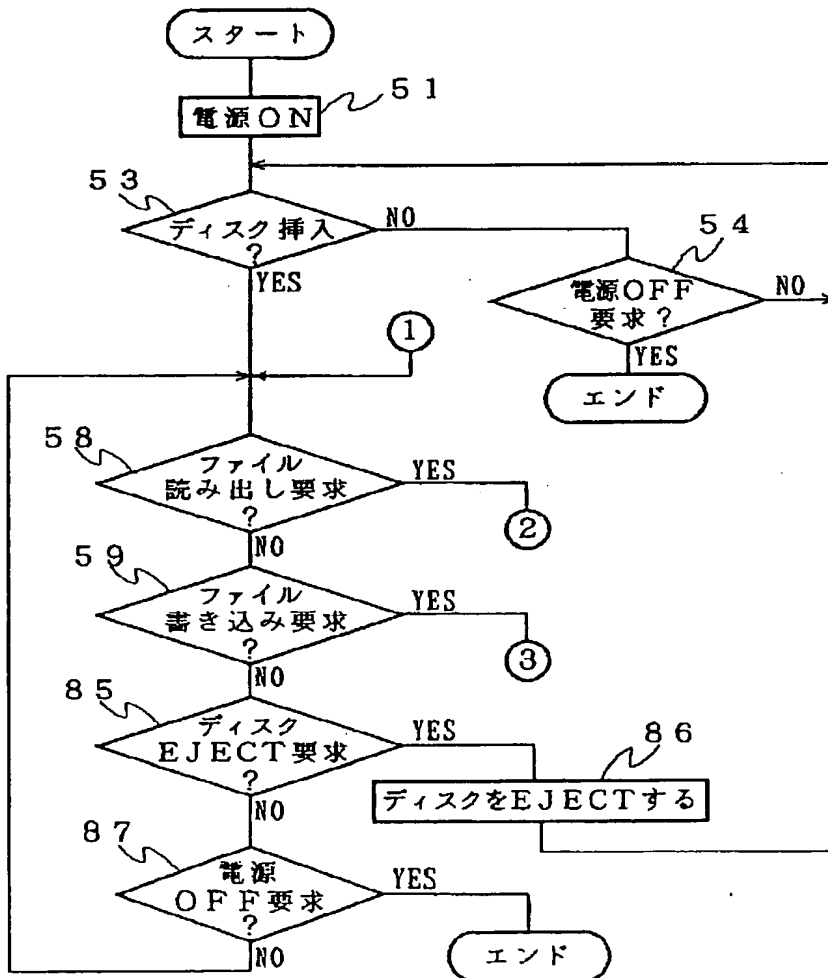 スタート
51
電源ON
53
ディスク挿入
?
NO
YES
54
電源OFF
要求?
NO
YES
エンド
1
58
ファイル
読み出し要求
?
YES
2
NO
59
ファイル
書き込み要求
?
YES
3
NO
85
ディスク
EJECT要求
?
YES
86
ディスクをEJECTする
NO
87
電源
OFF要求
?
YES
エンド
NO